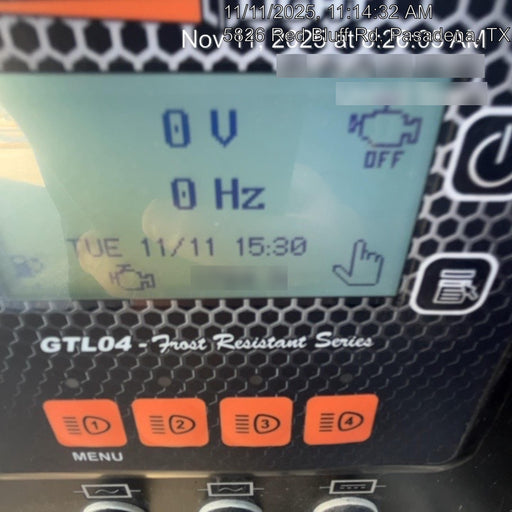 11/11/2025, 11:14:32 AM
5826 Red Bluff Rd, Pasadena, TX
0 V
OFF
0 Hz
TUE 11/11 15:30
GTL04 - Frost Resistant Series
1 2 3 4
MENU